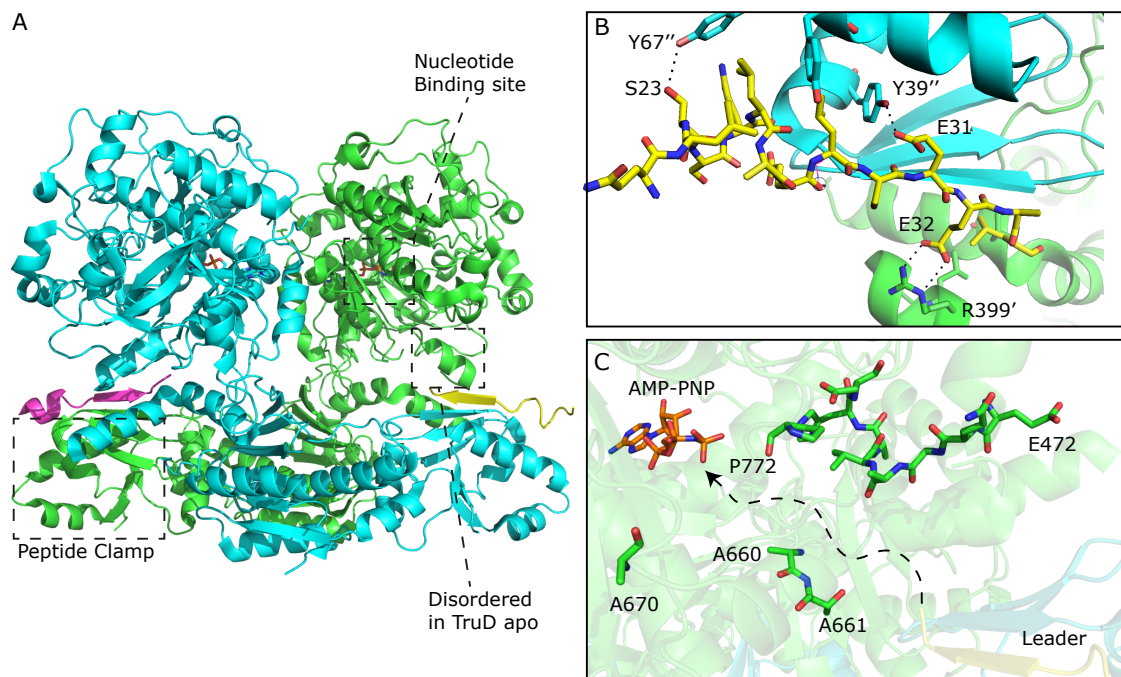 A
Nucleotide
Binding site
Peptide Clamp
Disordered
in TruD apo
B
Y67′′
S23
Y39′′
E31
E32
R399′
C
AMP-PNP
P772
E472
A660
A670
A661
Leader